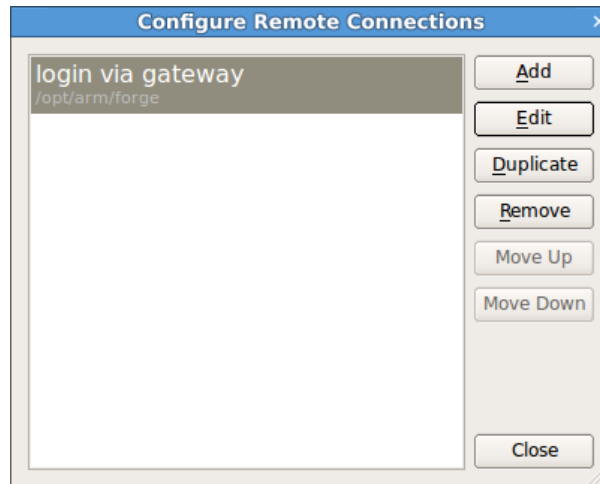 Configure Remote Connections
login via gateway
/opt/arm/forge
Add
Edit
Duplicate
Remove
Move Up
Move Down
Close